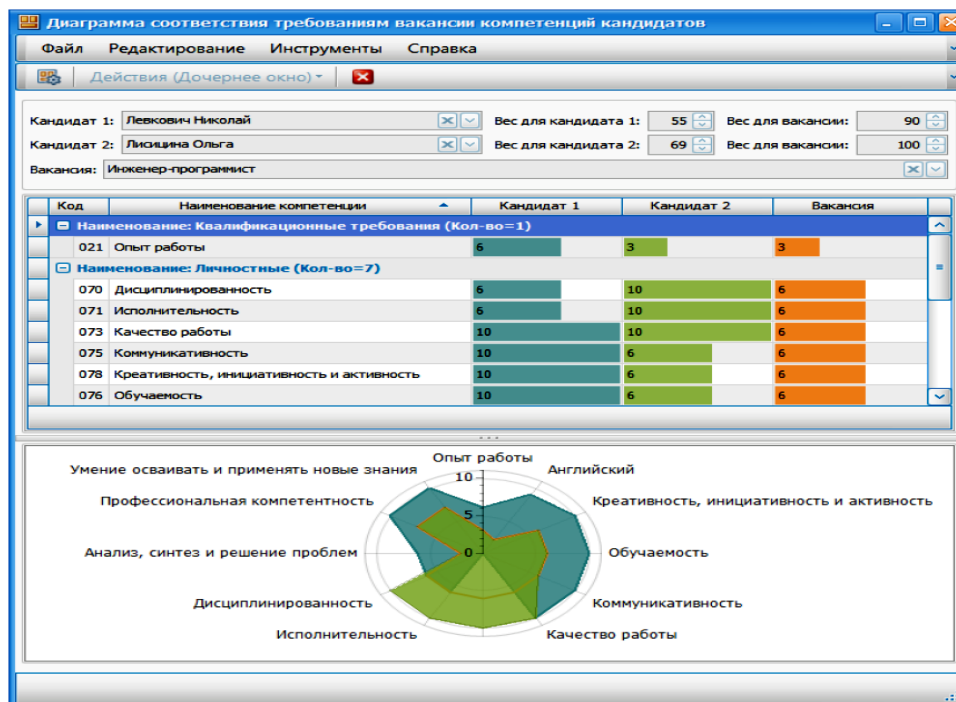 Диаграмма соответствия требованиям вакансии компетенций кандидатов
Файл Редактирование Инструменты Справка
Действия (Дочернее окно)
Кандидат 1: Левкович Николай Вес для кандидата 1: 55 Вес для вакансии: 90
Кандидат 2: Лисицина Ольга Вес для кандидата 2: 69 Вес для вакансии: 100
Вакансия: Инженер-программист
Код Наименование компетенции Кандидат 1 Кандидат 2 Вакансия
Наименование: Квалификационные требования (Кол-во=1)
021 Опыт работы 6 3 3
Наименование: Личностные (Кол-во=7)
070 Дисциплинированность 6 10 6
071 Исполнительность 6 10 6
073 Качество работы 10 10 6
075 Коммуникативность 10 6 6
078 Креативность, инициативность и активность 10 6 6
076 Обучаемость 10 6 6
Опыт работы
Умение осваивать и применять новые знания 10 Английский
Профессиональная компетентность Креативность, инициативность и активность
5
Анализ, синтез и решение проблем 0 Обучаемость
Дисциплинированность Коммуникативность
Исполнительность Качество работы